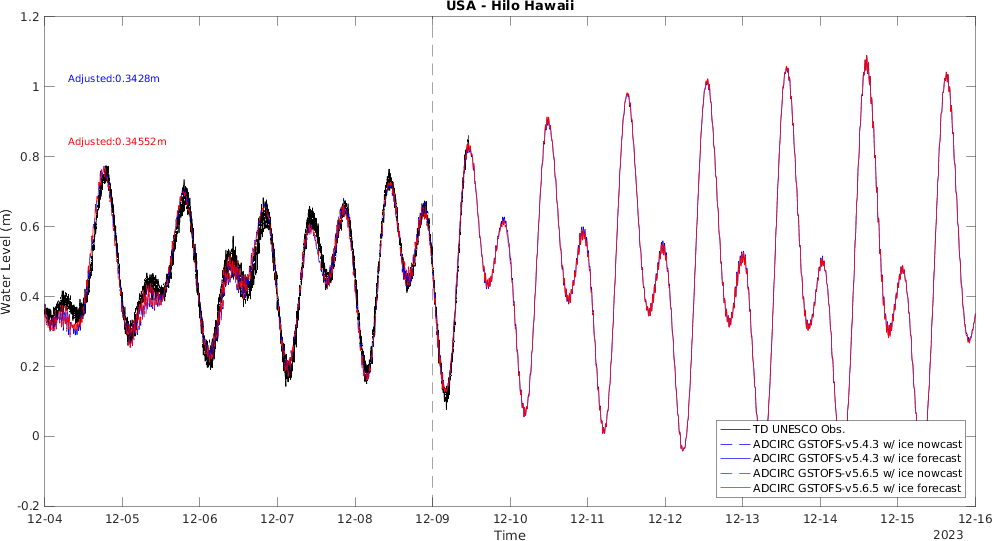 USA - Hilo Hawaii
1.2
1
0.8
0.6
0.4
0.2
0
-0.2
Water Level (m)
Adjusted:0.3428m
Adjusted:0.34552m
TD UNESCO Obs.
ADCIRC GSTOFS-v5.4.3 w/ ice nowcast
ADCIRC GSTOFS-v5.4.3 w/ ice forecast
ADCIRC GSTOFS-v5.6.5 w/ ice nowcast
ADCIRC GSTOFS-v5.6.5 w/ ice forecast
12-04 12-05 12-06 12-07 12-08 12-09 12-10 12-11 12-12 12-13 12-14 12-15 12-16
Time
2023